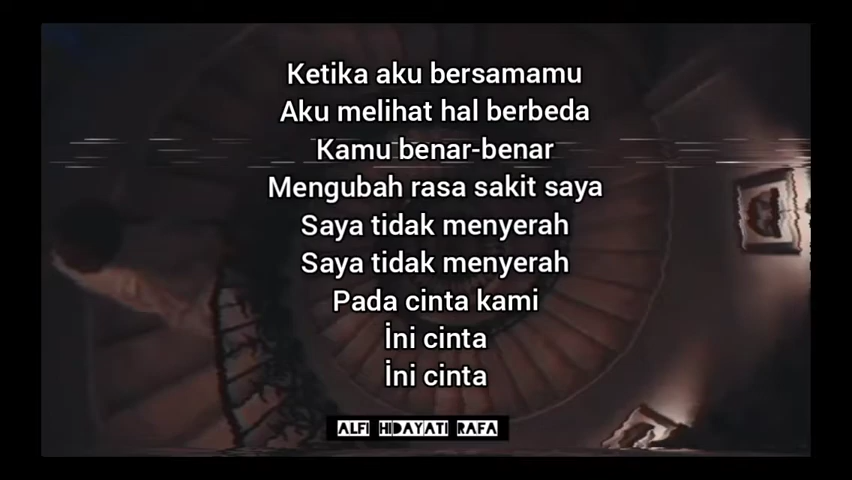 Ketika aku bersamamu
Aku melihat hal berbeda
Kamu benar-benar
Mengubah rasa sakit saya
Saya tidak menyerah
Saya tidak menyerah
Pada cinta kami
İni cinta
İni cinta
ALFI HIDAYATI RAFA